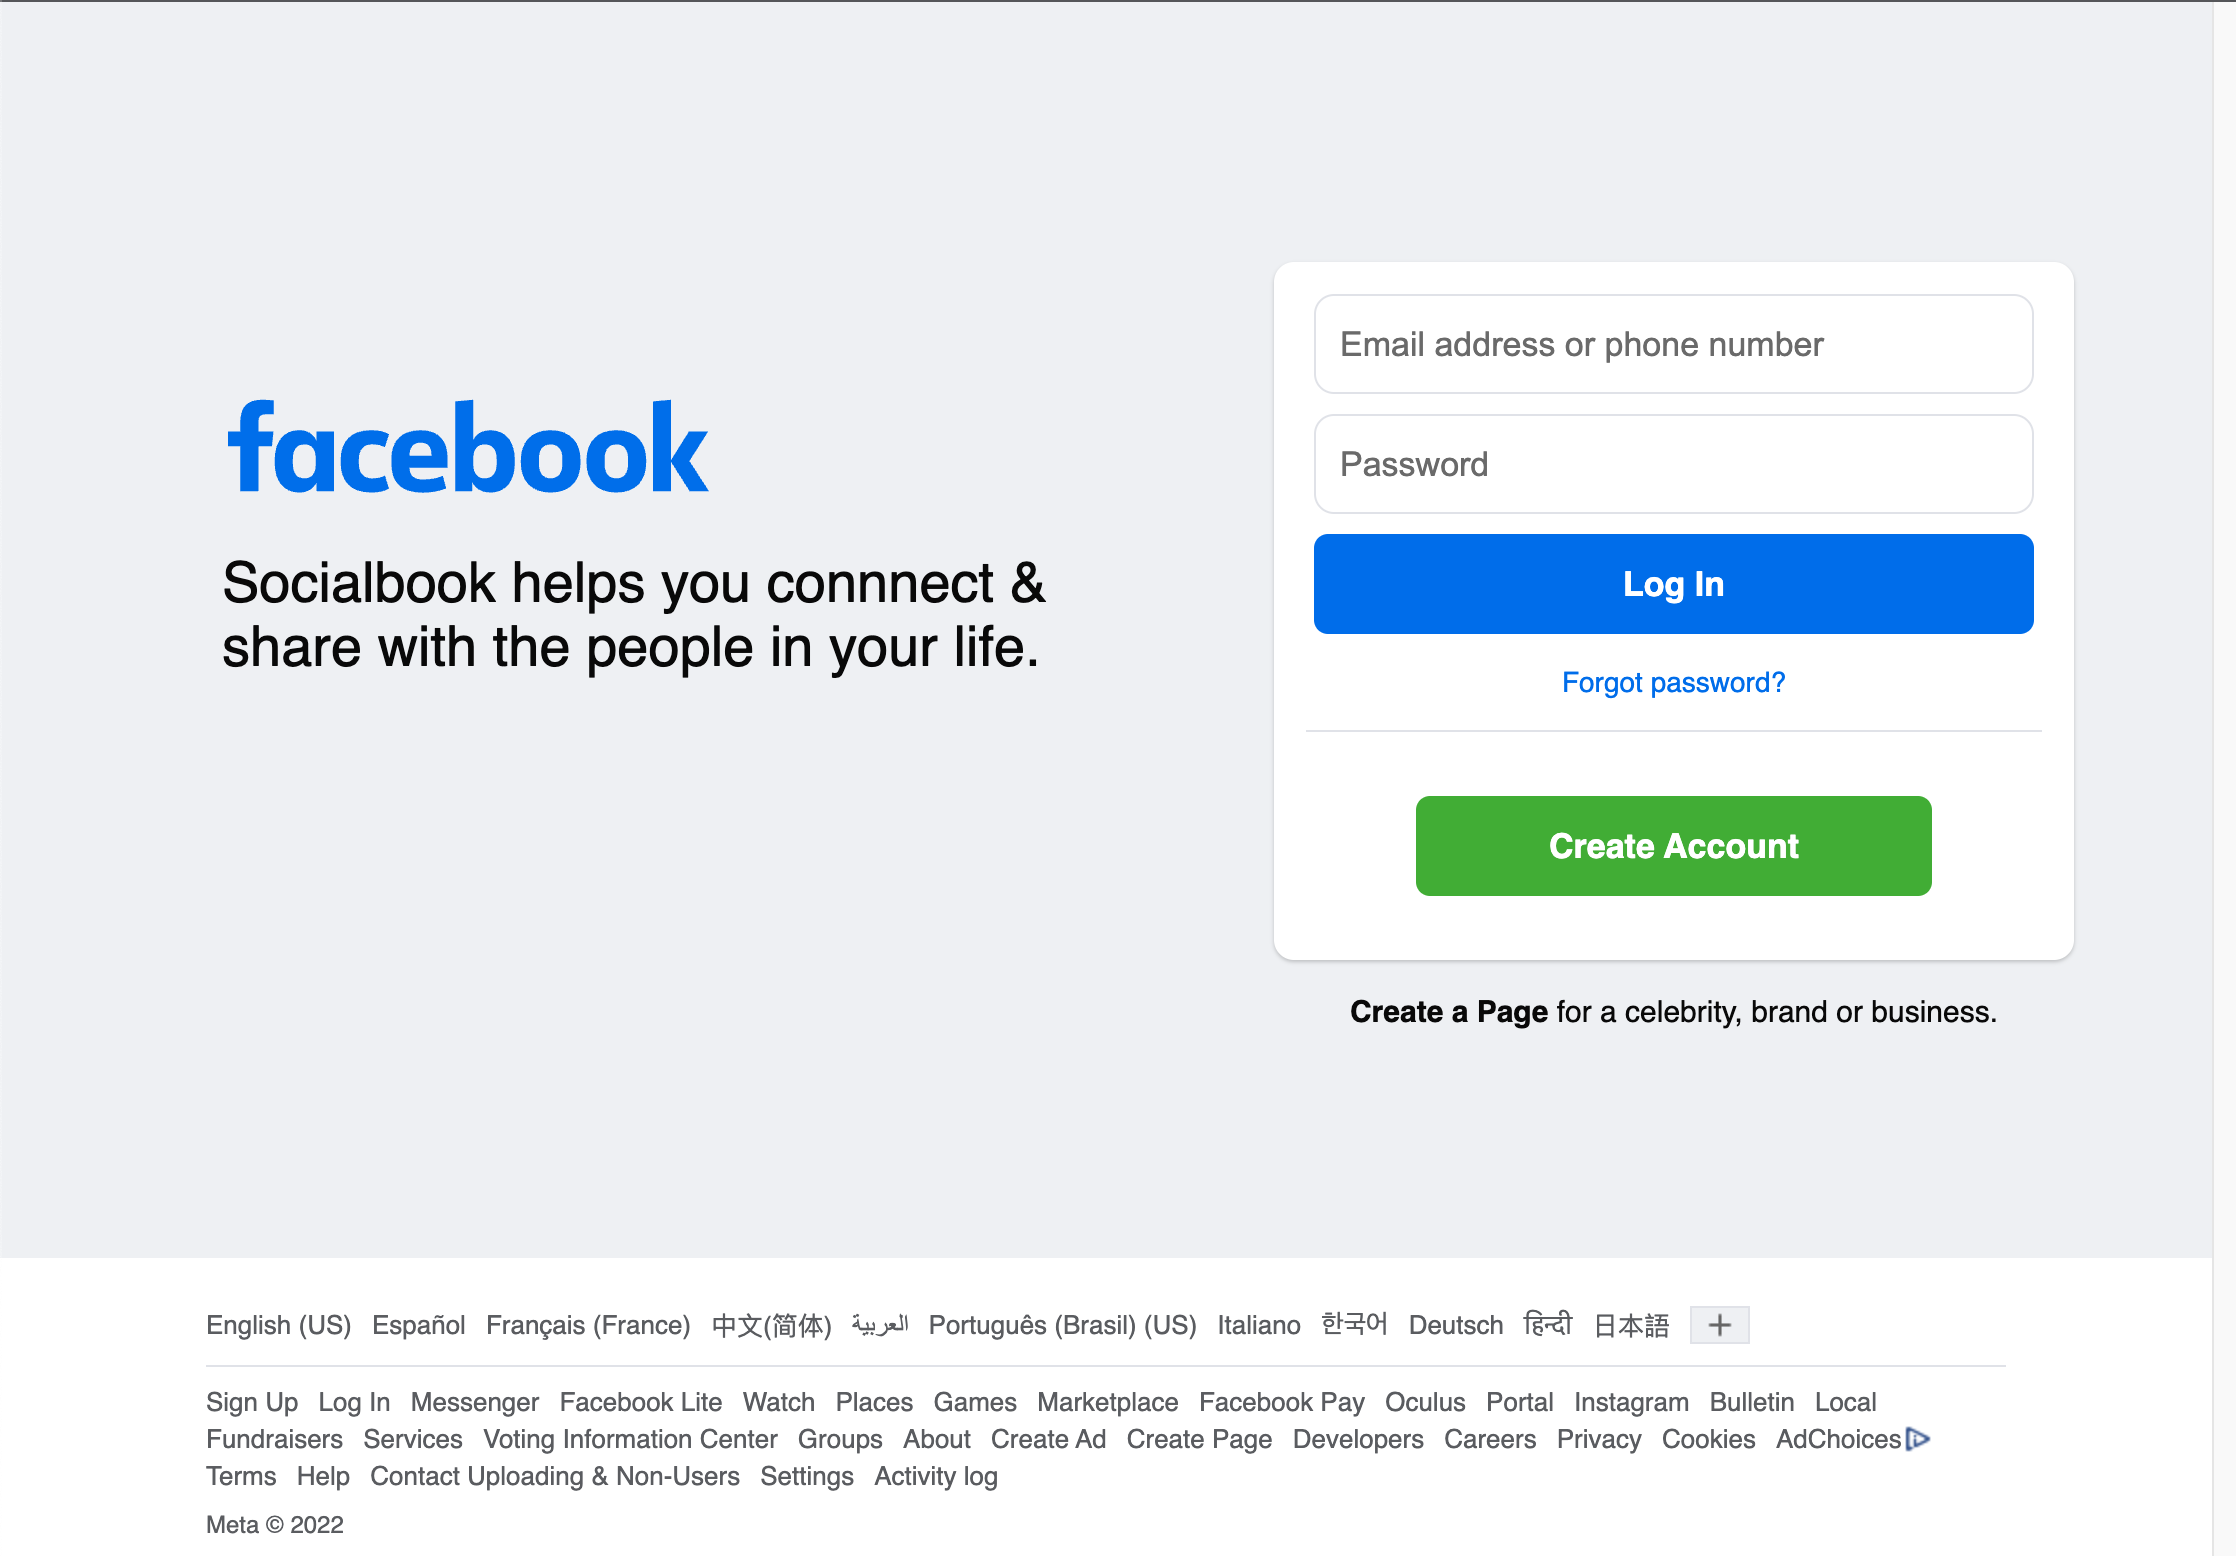 facebook
Socialbook helps you connnect &
share with the people in your life.
Email address or phone number
Password
Log In
Forgot password?
Create Account
Create a Page for a celebrity, brand or business.
English (US) Español Français (France) 中文(简体) العربية Português (Brasil) (US) Italiano 한국어 Deutsch हिन्दी 日本語 +
Sign Up Log In Messenger Facebook Lite Watch Places Games Marketplace Facebook Pay Oculus Portal Instagram Bulletin Local
Fundraisers Services Voting Information Center Groups About Create Ad Create Page Developers Careers Privacy Cookies AdChoices
Terms Help Contact Uploading & Non-Users Settings Activity log
Meta © 2022